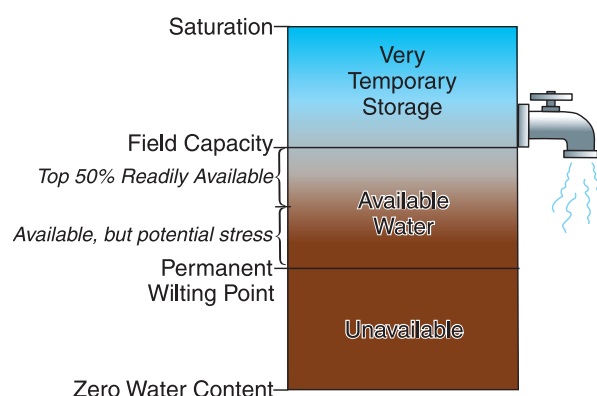 Saturation
Very
Temporary
Storage
Field Capacity
Top 50% Readily Available
Available
Water
Available, but potential stress
Permanent
Wilting Point
Unavailable
Zero Water Content